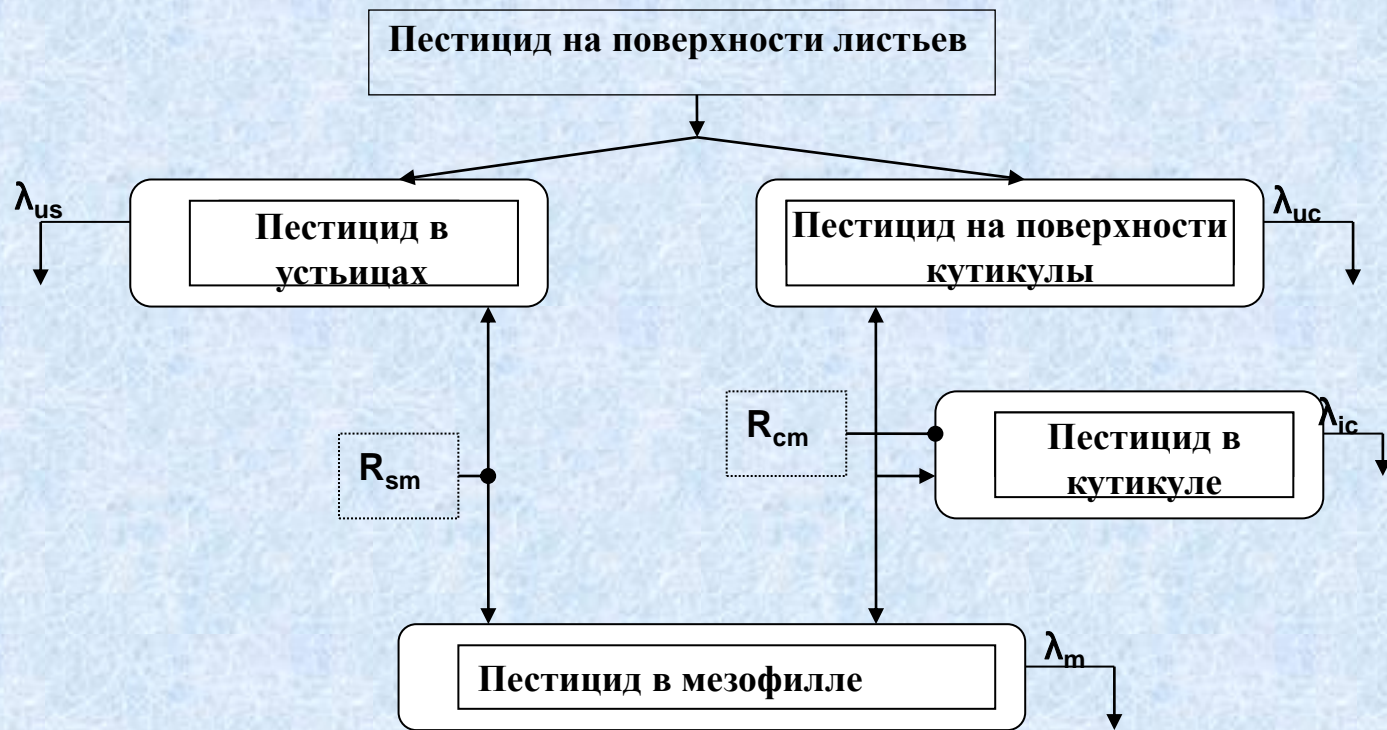 Пестицид на поверхности листьев
λus
Пестицид в
устьицах
Пестицид на поверхности
кутикулы
λuc
Rcm
Пестицид в
кутикуле
λic
Rsm
Пестицид в мезофилле
λm